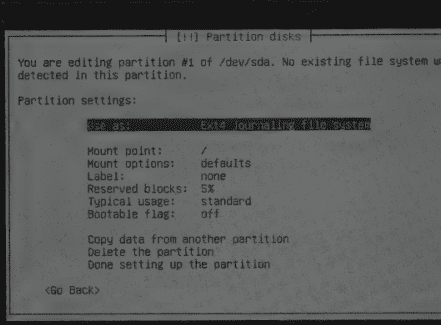 [!!] Partition disks
You are editing partition #1 of /dev/sda. No existing file system
detected in this partition.
Partition settings:
Use as: Ext4 journaling file system
Mount point: /
Mount options: defaults
Label: none
Reserved blocks: 5%
Typical usage: standard
Bootable flag: off
Copy data from another partition
Delete the partition
Done setting up the partition
<Go Back>